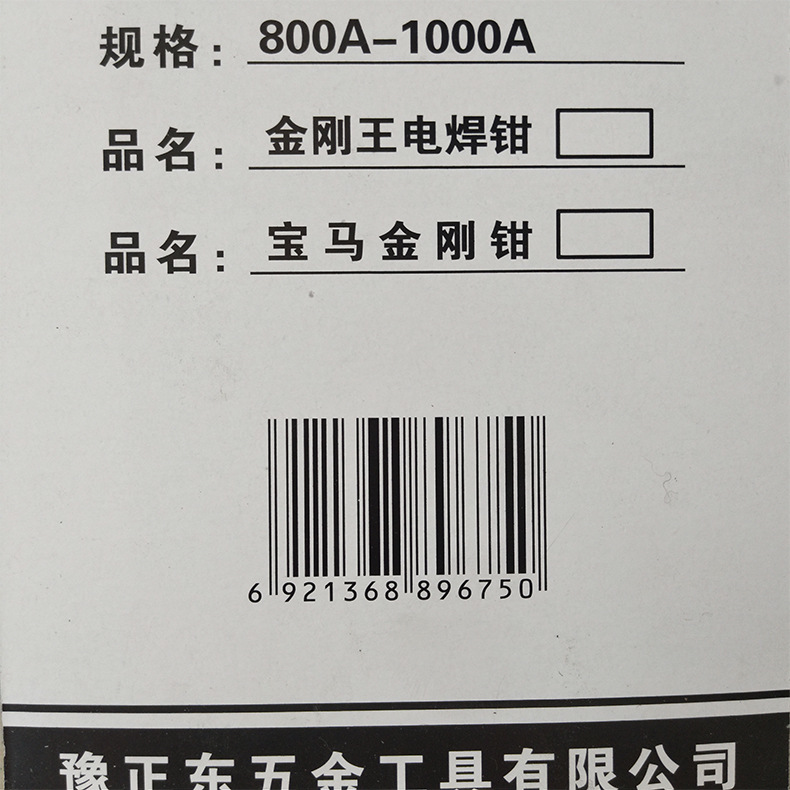 规格：800A-1000A
品名：金刚王电焊钳
品名：宝马金刚钳
6 921368 896750
豫正东五金工具有限公司